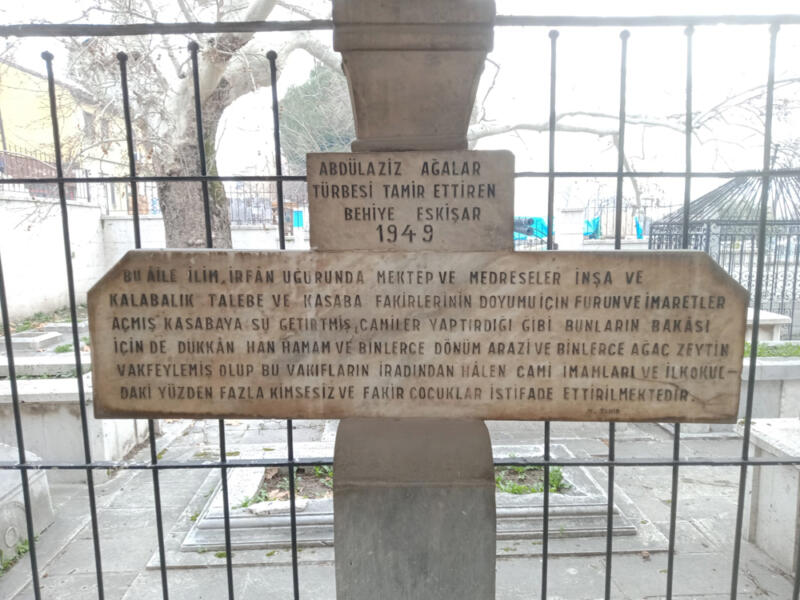 ABDÜLAZİZ AĞALAR
TÜRBESİ TAMİR ETTİREN
BEHİYE ESKİŞAR
1949
BU ÂİLE İLİM, İRFÂN UĞURUNDA MEKTEP VE MEDRESELER İNŞA VE
KALABALIK TALEBE VE KASABA FAKİRLERİNİN DOYUMU İÇİN FURUN VE İMARETLER
AÇMIŞ KASABAYA SU GETİRTMİŞ, CAMİLER YAPTIRDIĞI GİBİ BUNLARIN BAKÂSI
İÇİN DE DÜKKÂN HAN HAMAM VE BİNLERCE DÖNÜM ARAZİ VE BİNLERCE AĞAÇ ZEYTİN
VAKFEYLEMİŞ OLUP BU VAKIFLARIN İRADINDAN HÂLEN CAMİ İMAMLARI VE İLKOKUL-
DAKİ YÜZDEN FAZLA KİMSESİZ VE FAKİR ÇOCUKLAR İSTİFADE ETTİRİLMEKTEDİR.